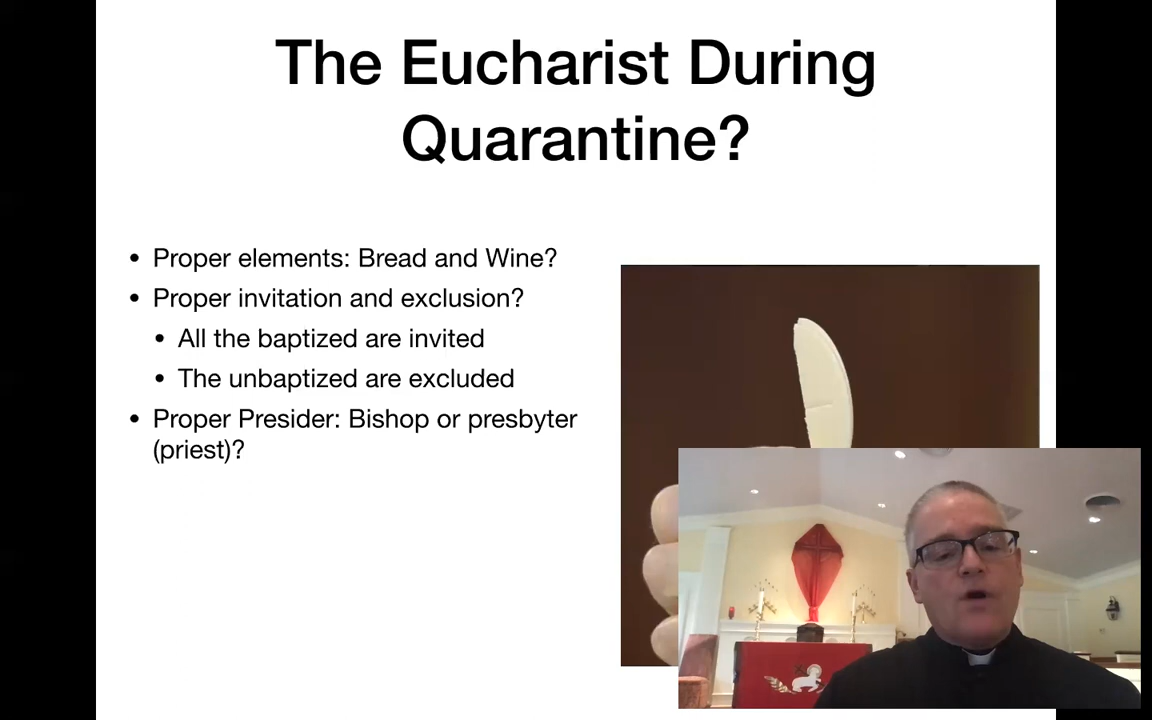 The Eucharist During
Quarantine?
• Proper elements: Bread and Wine?
• Proper invitation and exclusion?
• All the baptized are invited
• The unbaptized are excluded
• Proper Presider: Bishop or presbyter
(priest)?